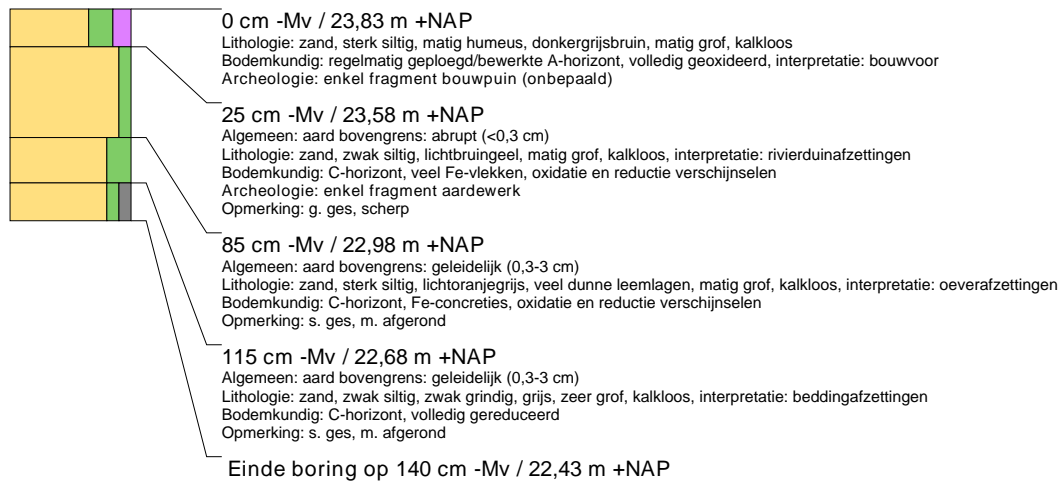 0 cm -Mv / 23,83 m +NAP
Lithologie: zand, sterk siltig, matig humeus, donkergrijsbruin, matig grof, kalkloos
Bodemkundig: regelmatig geploegd/bewerkte A-horizont, volledig geoxideerd, interpretatie: bouwvoor
Archeologie: enkel fragment bouwpuin (onbepaald)
25 cm -Mv / 23,58 m +NAP
Algemeen: aard bovengrens: abrupt (<0,3 cm)
Lithologie: zand, zwak siltig, lichtbruingeel, matig grof, kalkloos, interpretatie: rivierduinafzettingen
Bodemkundig: C-horizont, veel Fe-vlekken, oxidatie en reductie verschijnselen
Archeologie: enkel fragment aardewerk
Opmerking: g. ges, scherp
85 cm -Mv / 22,98 m +NAP
Algemeen: aard bovengrens: geleidelijk (0,3-3 cm)
Lithologie: zand, sterk siltig, lichtoranjegrijs, veel dunne leemlagen, matig grof, kalkloos, interpretatie: oeverafzettingen
Bodemkundig: C-horizont, Fe-concreties, oxidatie en reductie verschijnselen
Opmerking: s. ges, m. afgerond
115 cm -Mv / 22,68 m +NAP
Algemeen: aard bovengrens: geleidelijk (0,3-3 cm)
Lithologie: zand, zwak siltig, zwak grindig, grijs, zeer grof, kalkloos, interpretatie: beddingafzettingen
Bodemkundig: C-horizont, volledig gereduceerd
Opmerking: s. ges, m. afgerond
Einde boring op 140 cm -Mv / 22,43 m +NAP